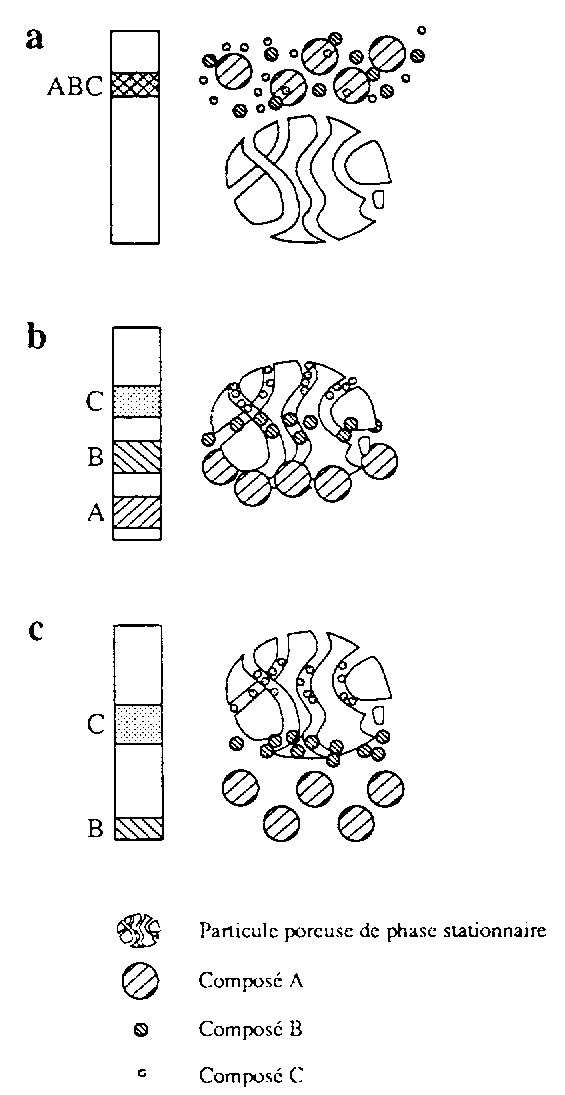 a
ABC
b
C
B
A
c
C
B
Particule poreuse de phase stationnaire
Composé A
Composé B
Composé C